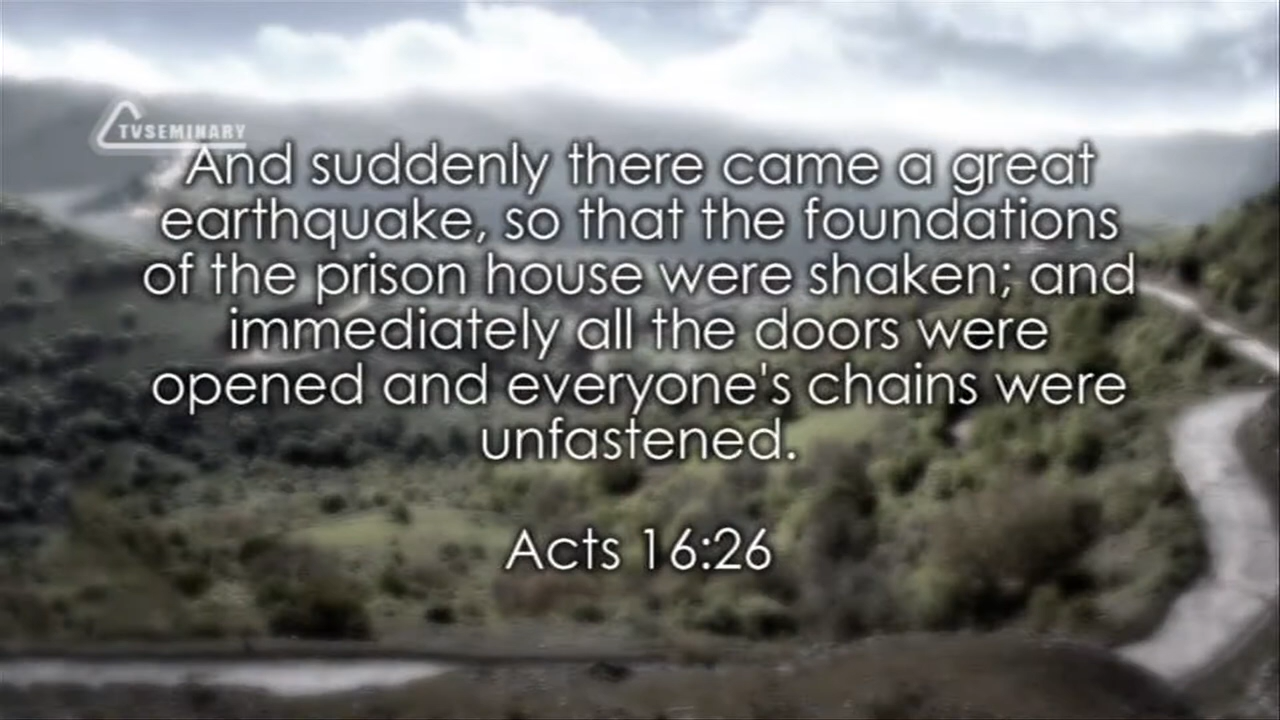 TVSEMINARY
And suddenly there came a great
earthquake, so that the foundations
of the prison house were shaken; and
immediately all the doors were
opened and everyone's chains were
unfastened.
Acts 16:26